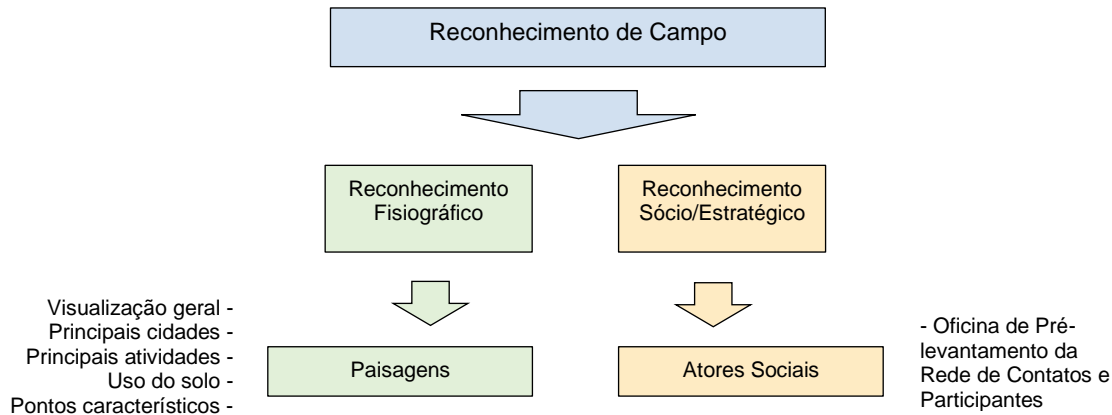 Reconhecimento de Campo
Reconhecimento
Fisiográfico
Reconhecimento
Sócio/Estratégico
Visualização geral -
Principais cidades -
Principais atividades -
Uso do solo -
Pontos característicos -
Paisagens
Atores Sociais
- Oficina de Pré-
levantamento da
Rede de Contatos e
Participantes